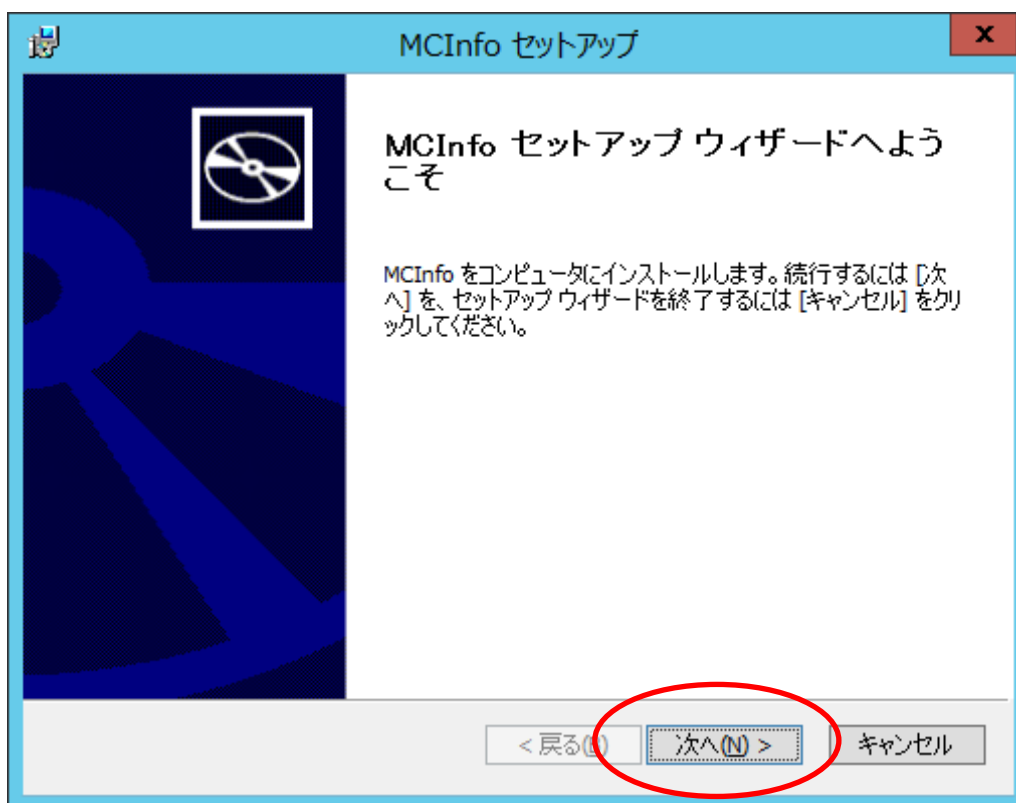 MCInfo セットアップ
x
MCInfo セットアップ ウィザードへよう
こそ
MCInfo をコンピュータにインストールします。続行するには [次
へ] を、セットアップ ウィザードを終了するには [キャンセル] をクリ
ックしてください。
< 戻る(B) 次へ(N) > キャンセル